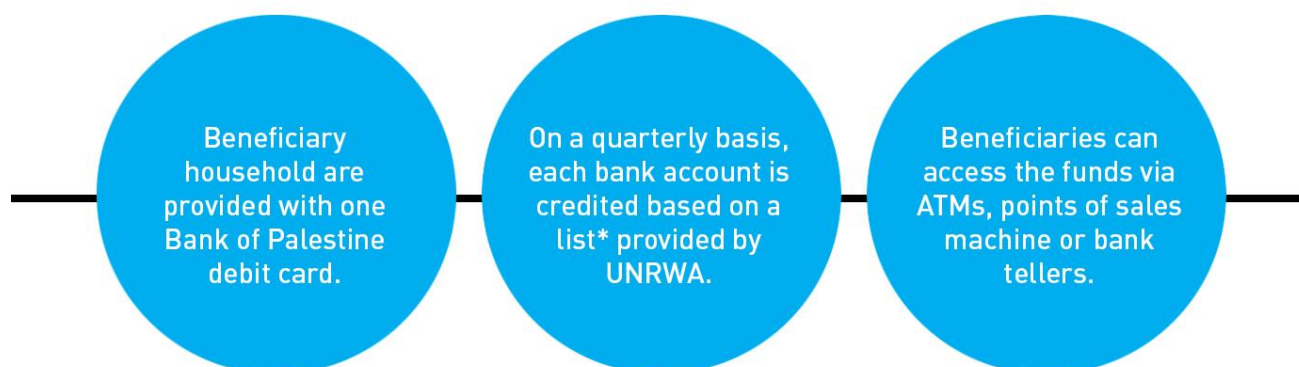 Beneficiary
household are
provided with one
Bank of Palestine
debit card.
On a quarterly basis,
each bank account is
credited based on a
list* provided by
UNRWA.
Beneficiaries can
access the funds via
ATMs, points of sales
machine or bank
tellers.